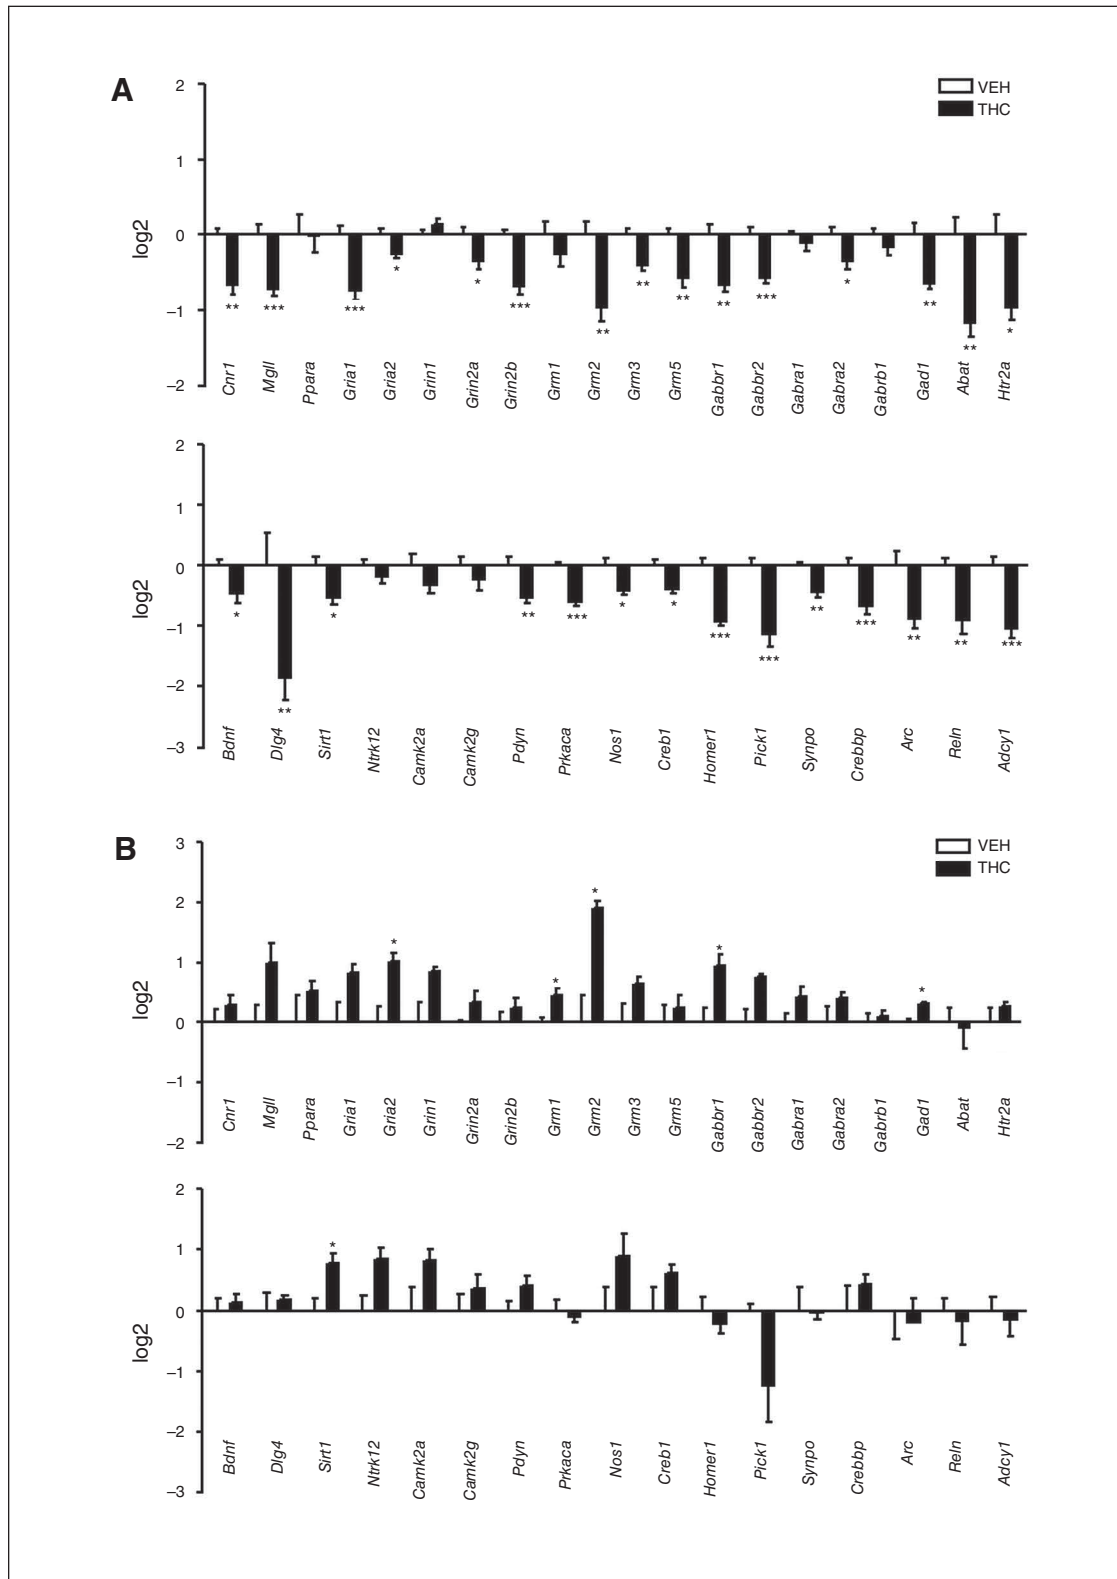 A
2
1
0
–1
–2
log2
VEH
THC
** *** *** * * *** ** ** ** ** *** * ** ** *
Cnr1 Mgll Ppara Gria1 Gria2 Grin1 Grin2a Grin2b Grm1 Grm2 Grm3 Grm5 Gabbr1 Gabbr2 Gabra1 Gabra2 Gabrb1 Gad1 Abat Htr2a
2
1
0
–1
–2
–3
log2
* ** * ** *** * * *** *** ** *** ** ** ***
Bdnf Dlg4 Sirt1 Ntrk12 Camk2a Camk2g Pdyn Prkaca Nos1 Creb1 Homer1 Pick1 Synpo Crebbp Arc Reln Adcy1
B
3
2
1
0
–1
–2
log2
VEH
THC
* * * * *
Cnr1 Mgll Ppara Gria1 Gria2 Grin1 Grin2a Grin2b Grm1 Grm2 Grm3 Grm5 Gabbr1 Gabbr2 Gabra1 Gabra2 Gabrb1 Gad1 Abat Htr2a
2
1
0
–1
–2
–3
log2
*
Bdnf Dlg4 Sirt1 Ntrk12 Camk2a Camk2g Pdyn Prkaca Nos1 Creb1 Homer1 Pick1 Synpo Crebbp Arc Reln Adcy1